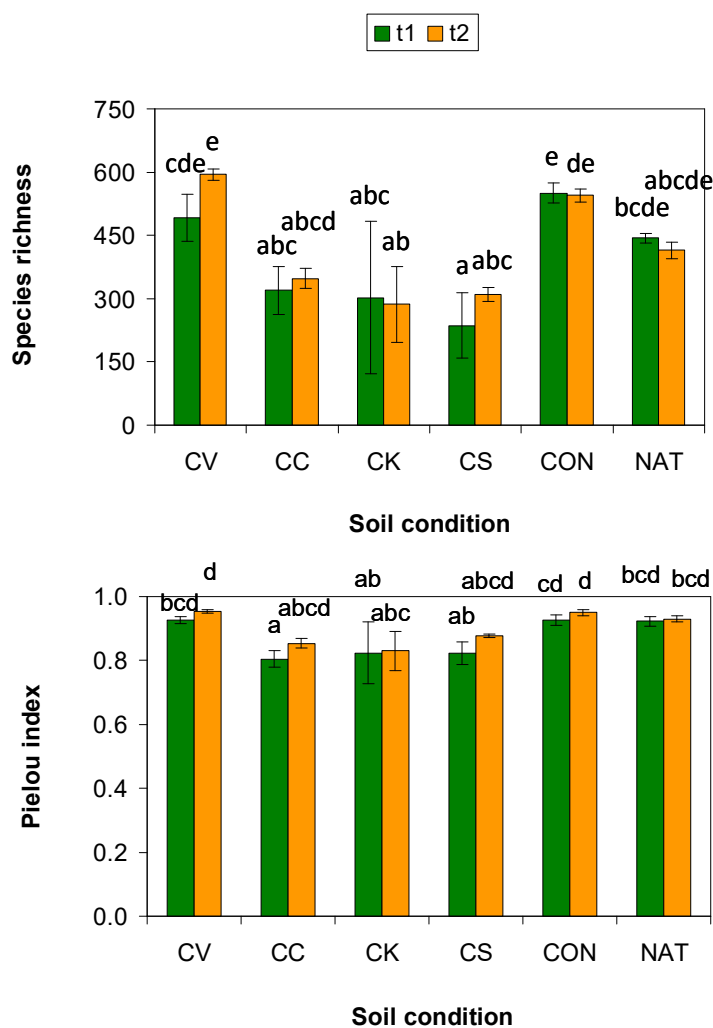 t1 t2
Species richness
750
600
450
300
150
0
cde e
abc abcd
abc ab
a abc
e de
bcde abcde
CV CC CK CS CON NAT
Soil condition
Pielou index
1.0
0.8
0.6
0.4
0.2
0.0
bcd d
a abcd
ab abc
ab abcd
cd d
bcd bcd
CV CC CK CS CON NAT
Soil condition